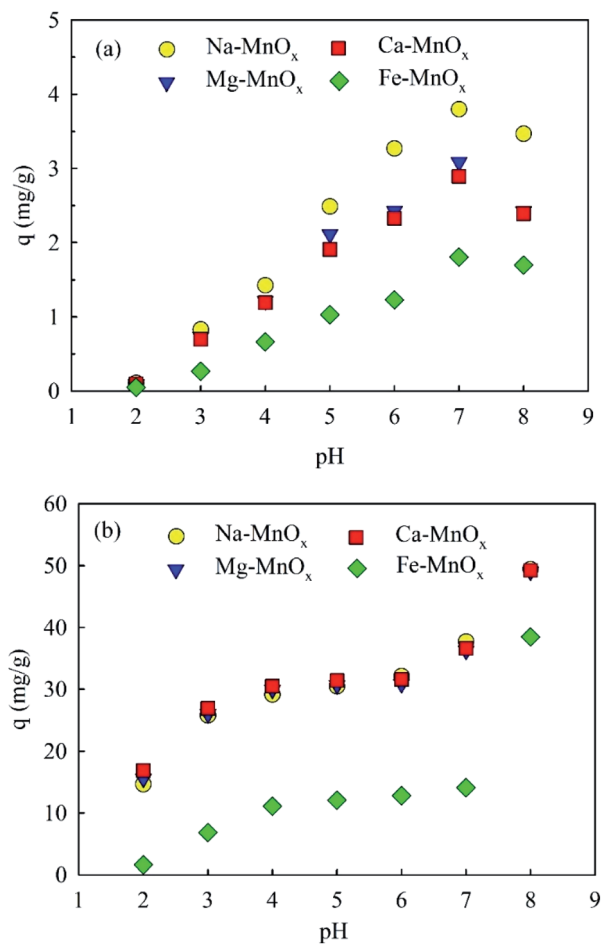 (a) Na-MnOx Ca-MnOx
Mg-MnOx Fe-MnOx
5
4
3
2
1
0
q (mg/g)
1 2 3 4 5 6 7 8 9
pH
(b) Na-MnOx Ca-MnOx
Mg-MnOx Fe-MnOx
60
50
40
30
20
10
0
q (mg/g)
1 2 3 4 5 6 7 8 9
pH